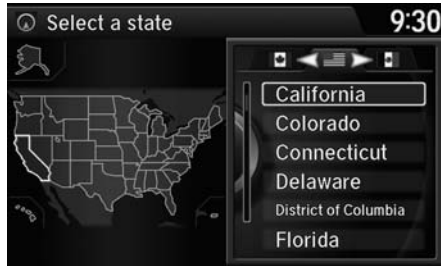 Select a state
9:30
California
Colorado
Connecticut
Delaware
District of Columbia
Florida